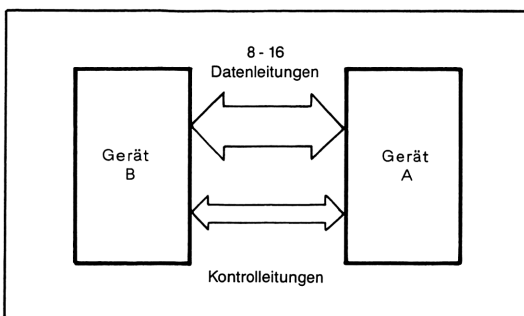 8 - 16
Datenleitungen
Gerät
B
Gerät
A
Kontrolleitungen